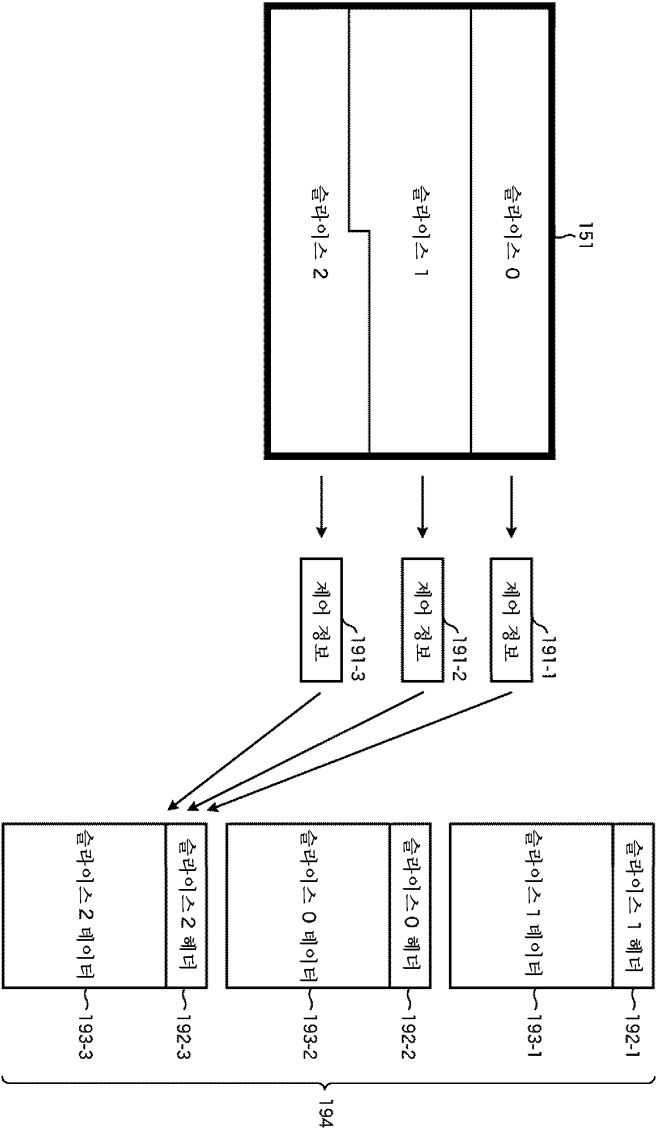 151
슬라이스 0
슬라이스 1
슬라이스 2
191-1
제어 정보
191-2
제어 정보
191-3
제어 정보
슬라이스 1 헤더
192-1
슬라이스 1 데이터
193-1
슬라이스 0 헤더
192-2
슬라이스 0 데이터
193-2
슬라이스 2 헤더
192-3
슬라이스 2 데이터
193-3
194